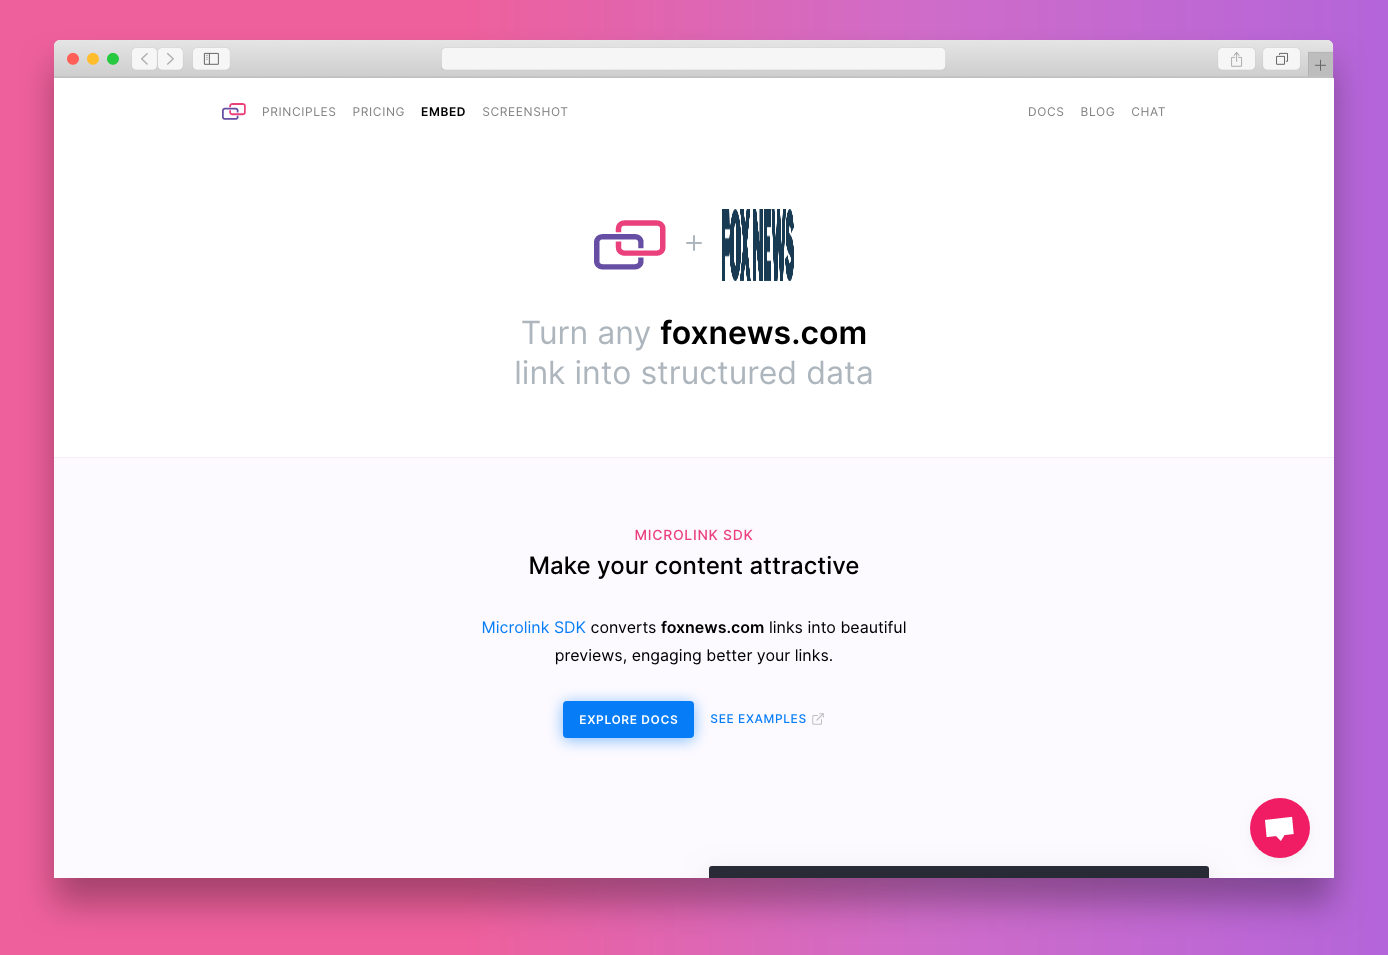 PRINCIPLES PRICING EMBED SCREENSHOT DOCS BLOG CHAT
FOX NEWS
Turn any foxnews.com
link into structured data
MICROLINK SDK
Make your content attractive
Microlink SDK converts foxnews.com links into beautiful
previews, engaging better your links.
EXPLORE DOCS SEE EXAMPLES